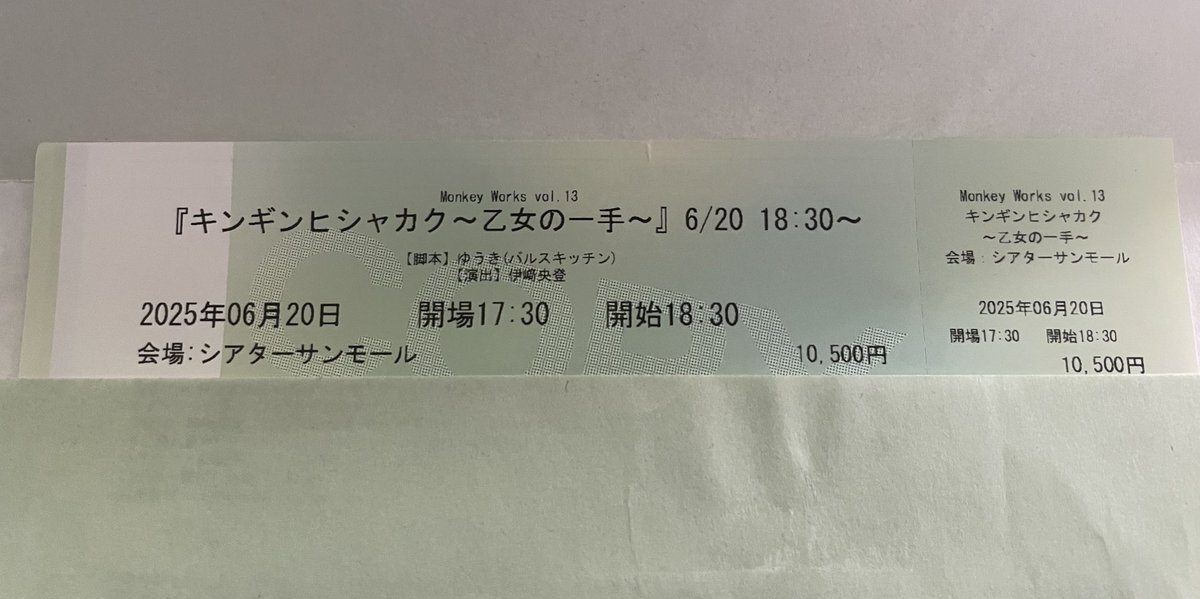 Monkey Works vol.13
『キンギンヒシャカク～乙女の一手～』6/20 18:30～
【脚本】ゆうき(パルスキッチン)
【演出】伊﨑央登
2025年06月20日 開場17:30 開始18:30
会場:シアターサンモール 10,500円
COPY
Monkey Works vol.13
キンギンヒシャカク
～乙女の一手～
会場:シアターサンモール
2025年06月20日
開場17:30 開始18:30
10,500円